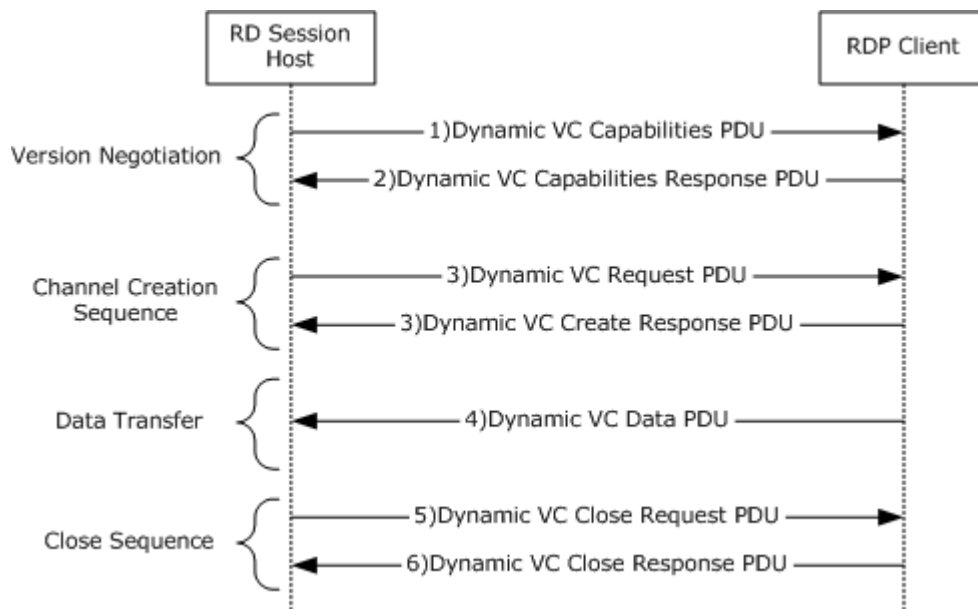 RD Session
Host
RDP Client
Version Negotiation
1)Dynamic VC Capabilities PDU
2)Dynamic VC Capabilities Response PDU
Channel Creation
Sequence
3)Dynamic VC Request PDU
3)Dynamic VC Create Response PDU
Data Transfer
4)Dynamic VC Data PDU
Close Sequence
5)Dynamic VC Close Request PDU
6)Dynamic VC Close Response PDU